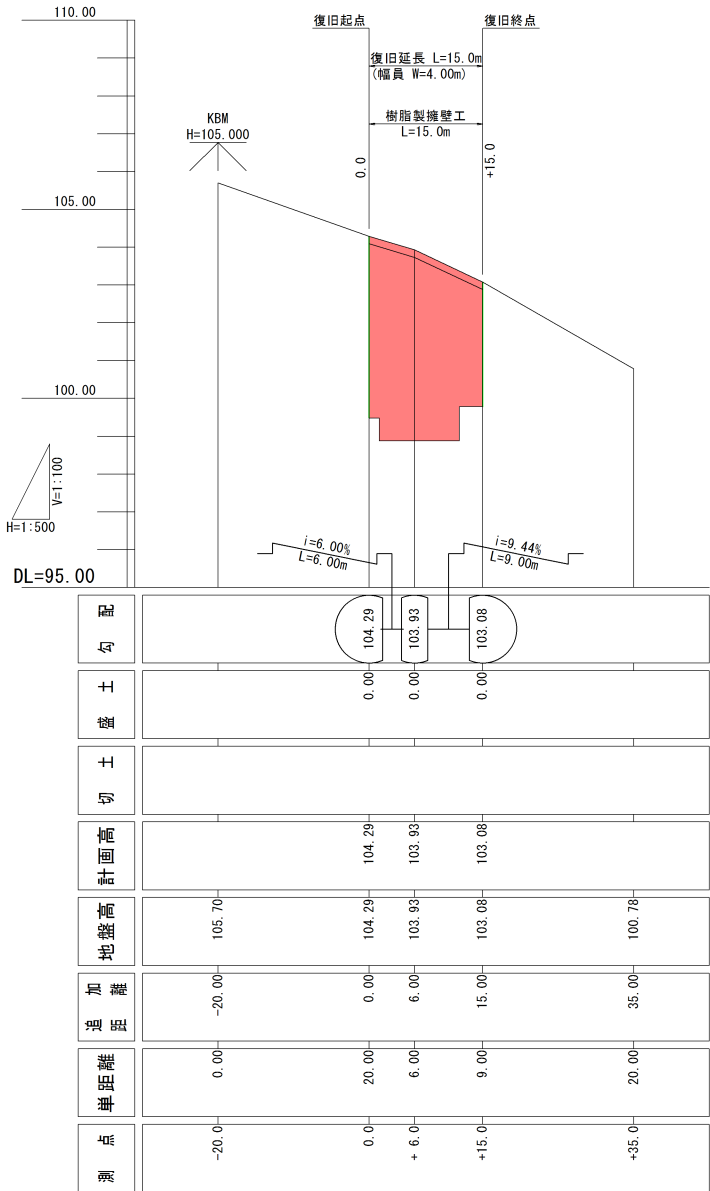 110.00
復旧起点
復旧終点
復旧延長 L=15.0m
(幅員 W=4.00m)
樹脂製擁壁工
L=15.0m
KBM
H=105.000
0.0
+15.0
105.00
100.00
V=1:100
H=1:500
i=6.00%
L=6.00m
i=9.44%
L=9.00m
DL=95.00
勾配
104.29
103.93
103.08
盛土
0.00
0.00
0.00
切土
計画高
104.29
103.93
103.08
地盤高
105.70
104.29
103.93
103.08
100.78
追加距離
-20.00
0.00
6.00
15.00
35.00
単距離
0.00
20.00
6.00
9.00
20.00
測点
-20.0
0.0
+ 6.0
+15.0
+35.0